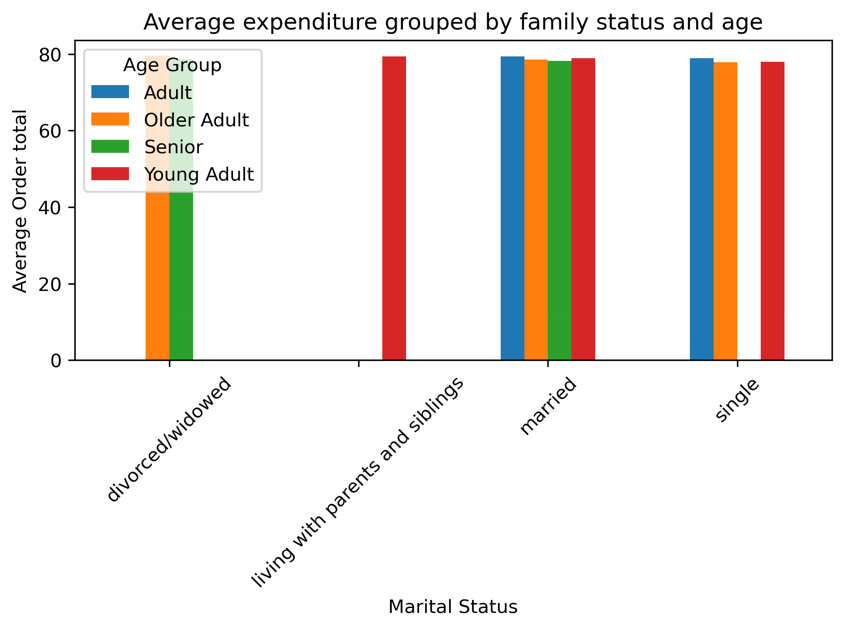 Average expenditure grouped by family status and age
Average Order total
80
60
40
20
0
Age Group
Adult
Older Adult
Senior
Young Adult
divorced/widowed
living with parents and siblings
married
single
Marital Status